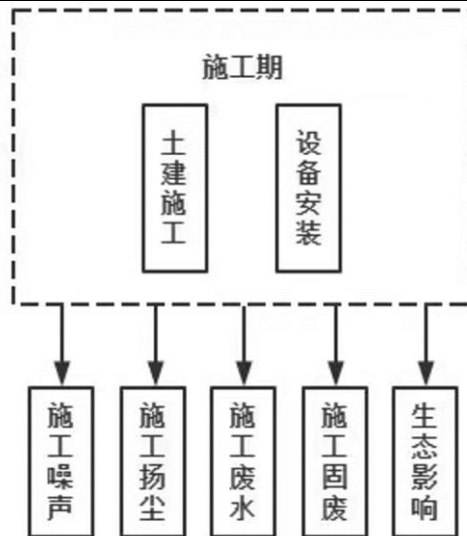 施工期
土建施工
设备安装
施工噪声
施工扬尘
施工废水
施工固废
生态影响